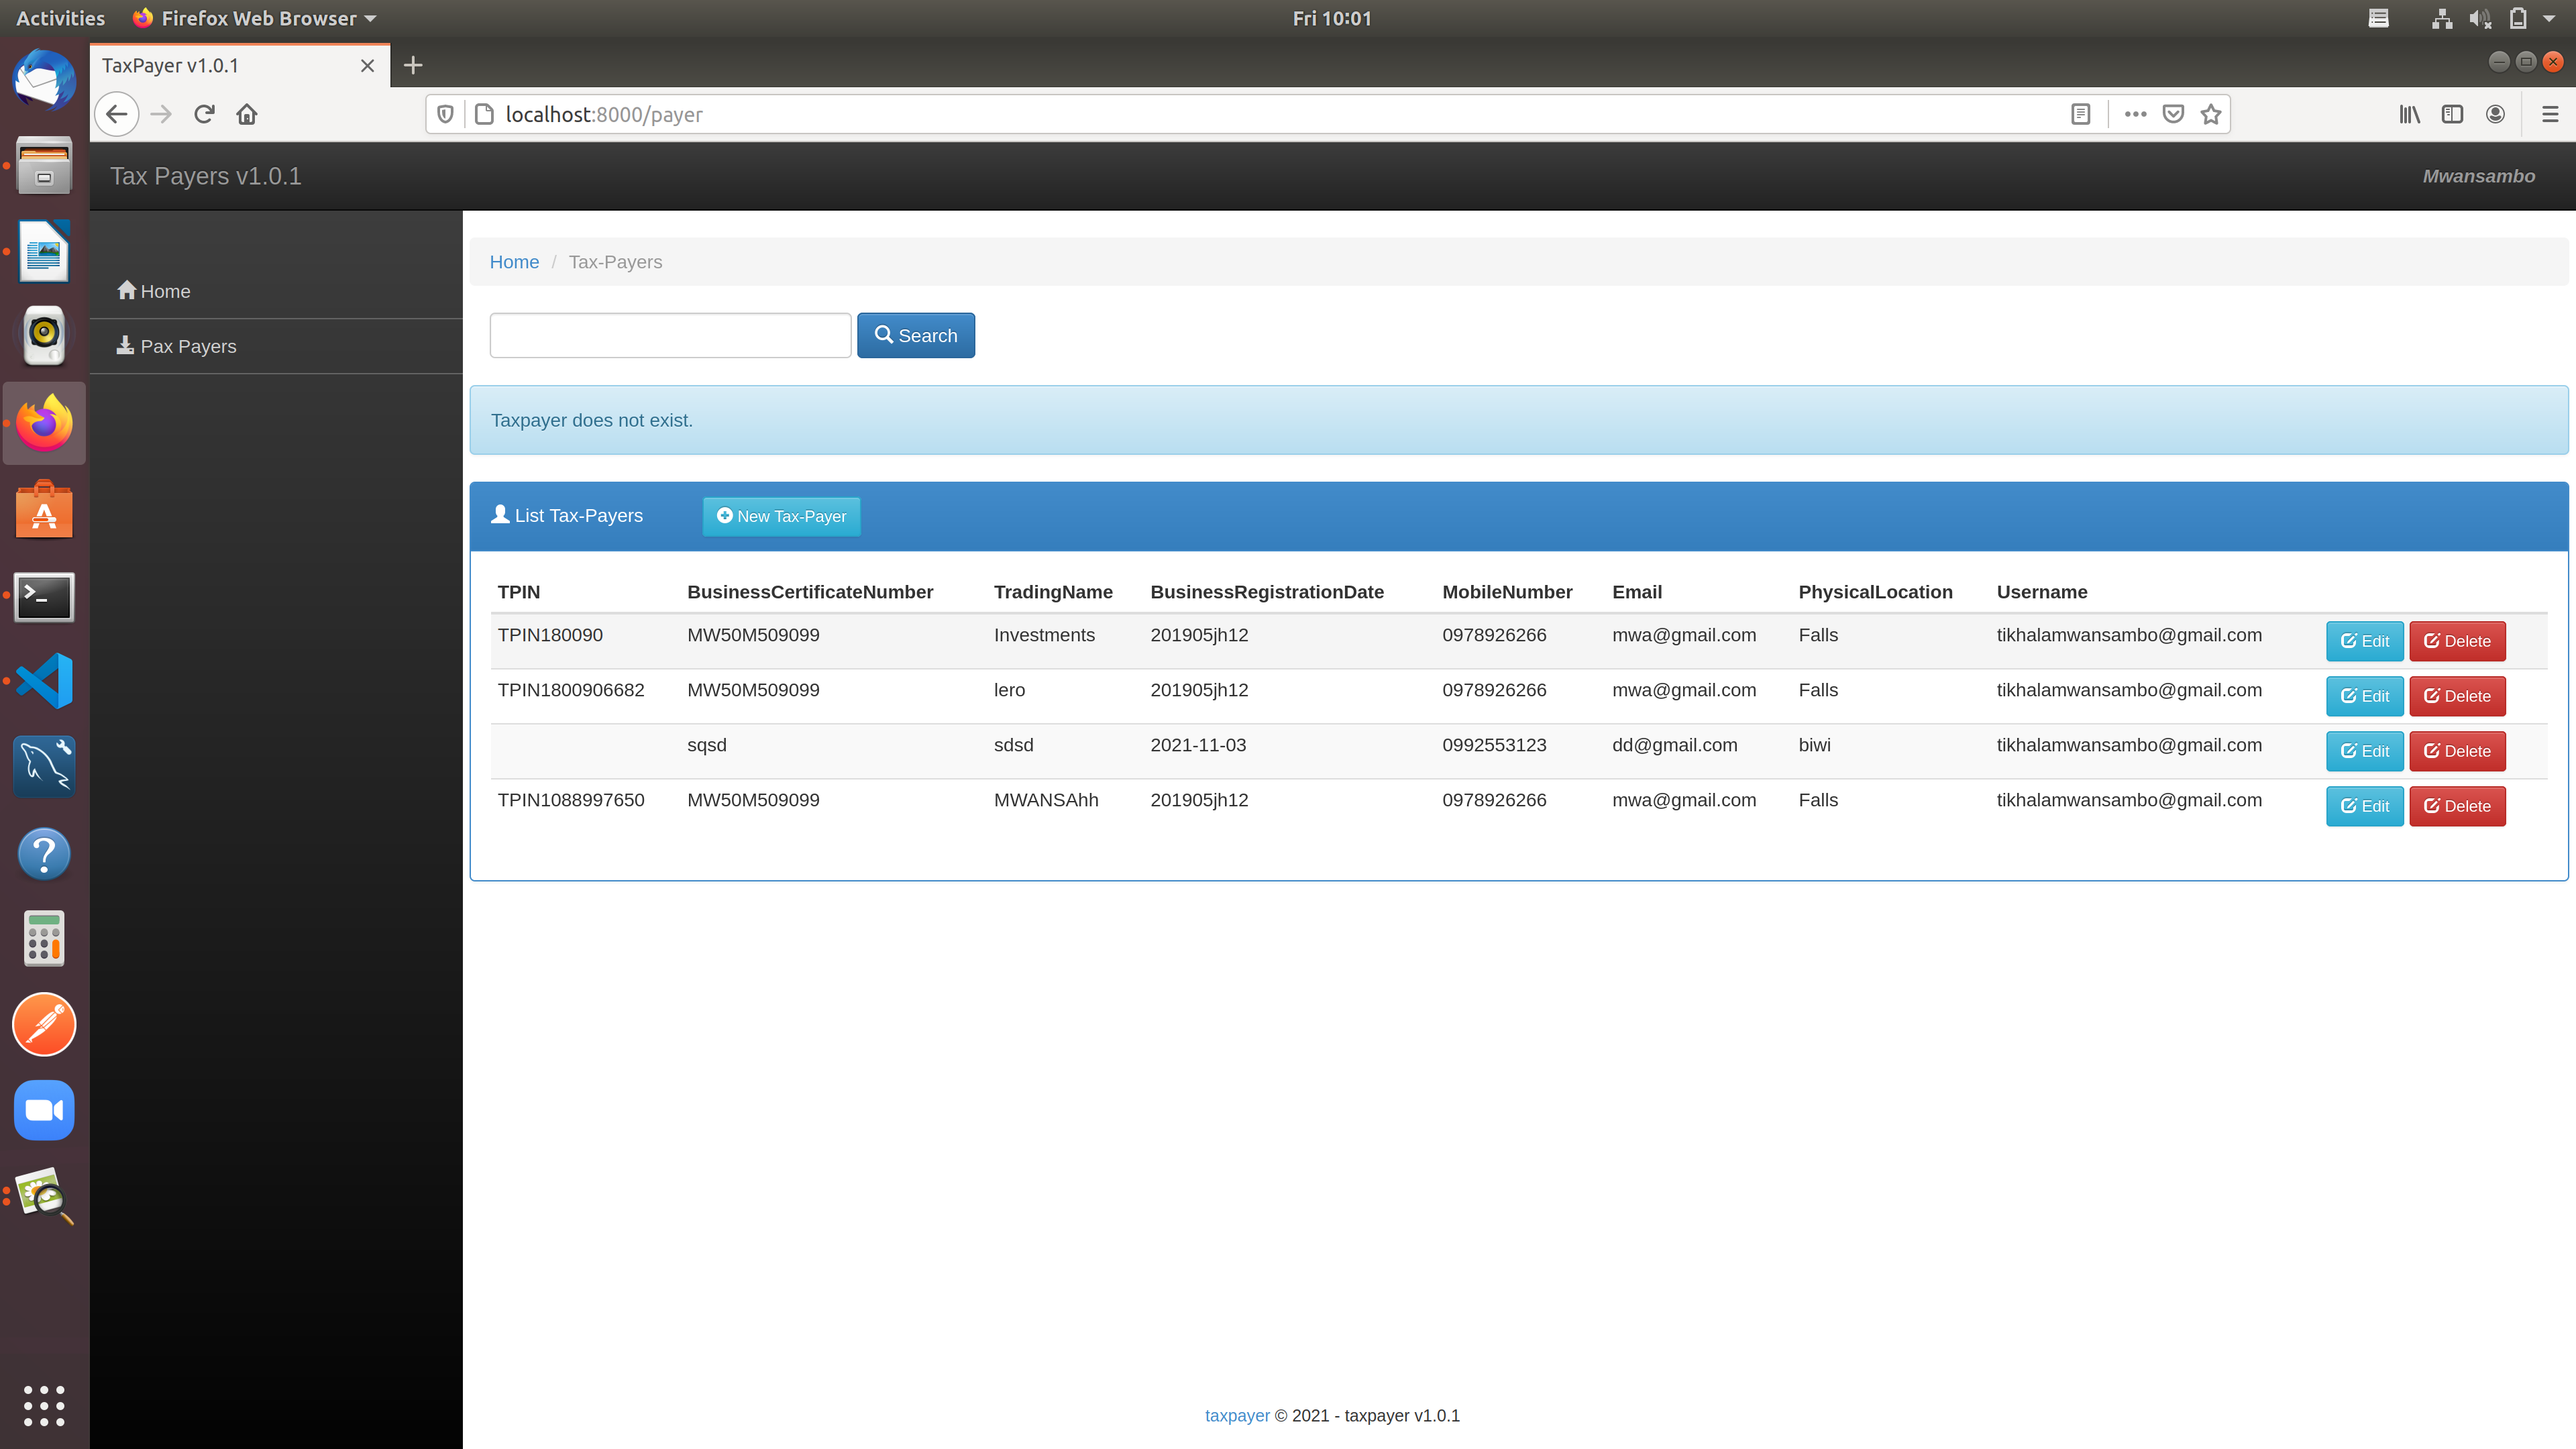 Activities Firefox Web Browser Fri 10:01
TaxPayer v1.0.1
localhost:8000/payer
Tax Payers v1.0.1 Mwansambo
Home
Pax Payers
Home / Tax-Payers
Search
Taxpayer does not exist.
List Tax-Payers New Tax-Payer
TPIN BusinessCertificateNumber TradingName BusinessRegistrationDate MobileNumber Email PhysicalLocation Username
TPIN180090 MW50M509099 Investments 201905jh12 0978926266 mwa@gmail.com Falls tikhalamwansambo@gmail.com Edit Delete
TPIN1800906682 MW50M509099 lero 201905jh12 0978926266 mwa@gmail.com Falls tikhalamwansambo@gmail.com Edit Delete
sqsd sdsd 2021-11-03 0992553123 dd@gmail.com biwi tikhalamwansambo@gmail.com Edit Delete
TPIN1088997650 MW50M509099 MWANSAhh 201905jh12 0978926266 mwa@gmail.com Falls tikhalamwansambo@gmail.com Edit Delete
taxpayer © 2021 - taxpayer v1.0.1